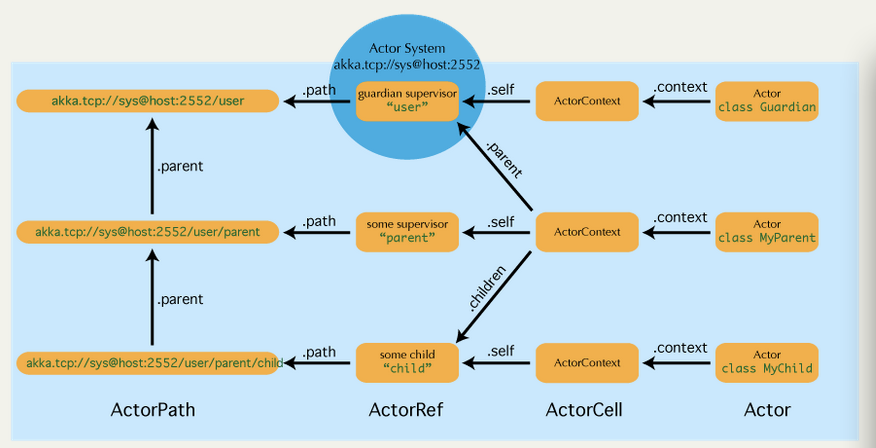 Actor System
akka.tcp://sys@host:2552
akka.tcp://sys@host:2552/user
.path
guardian supervisor
“user”
.self
ActorContext
.context
Actor
class Guardian
.parent
.parent
akka.tcp://sys@host:2552/user/parent
.path
some supervisor
“parent”
.self
ActorContext
.context
Actor
class MyParent
.parent
.children
akka.tcp://sys@host:2552/user/parent/child
.path
some child
“child”
.self
ActorContext
.context
Actor
class MyChild
ActorPath
ActorRef
ActorCell
Actor